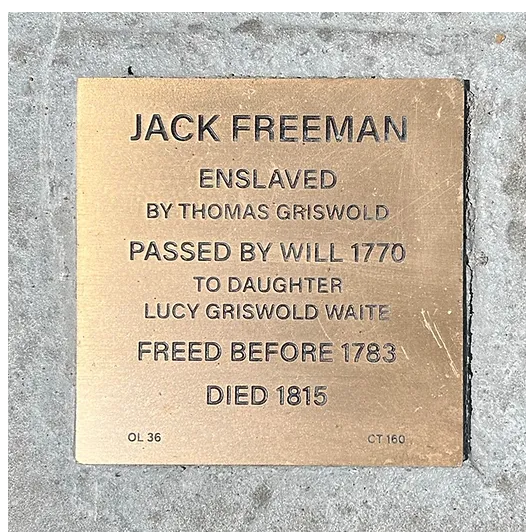 JACK FREEMAN
ENSLAVED
BY THOMAS GRISWOLD
PASSED BY WILL 1770
TO DAUGHTER
LUCY GRISWOLD WAITE
FREED BEFORE 1783
DIED 1815
OL 36 CT 160